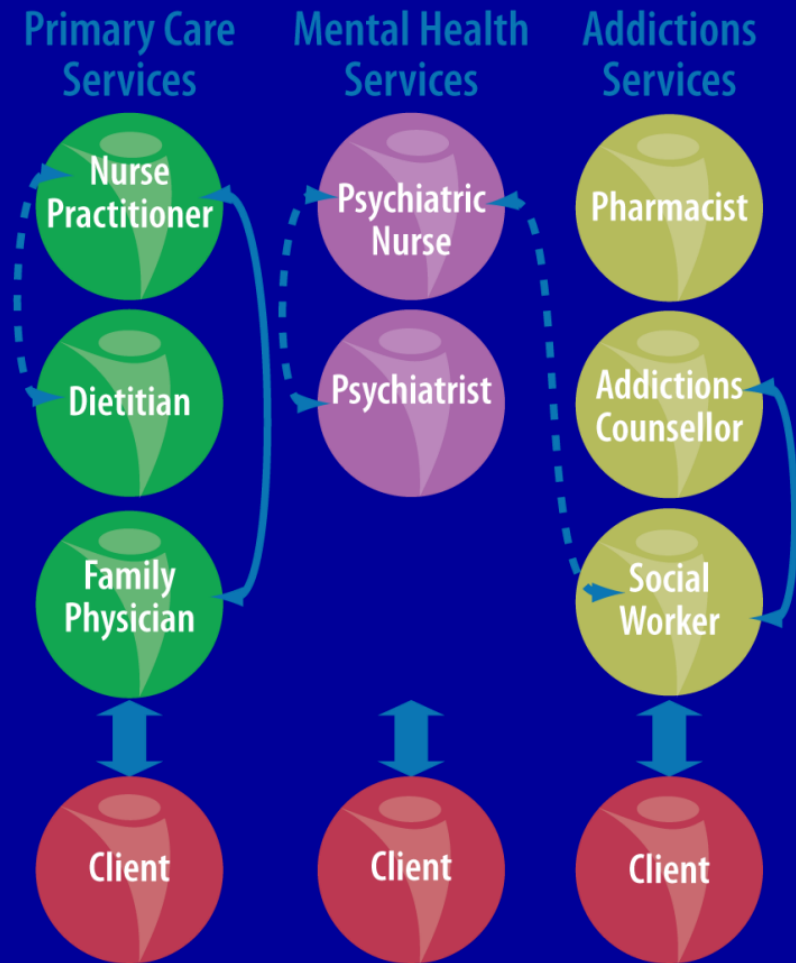 Primary Care
Services
Mental Health
Services
Addictions
Services
Nurse
Practitioner
Psychiatric
Nurse
Pharmacist
Dietitian
Psychiatrist
Addictions
Counsellor
Family
Physician
Social
Worker
Client
Client
Client